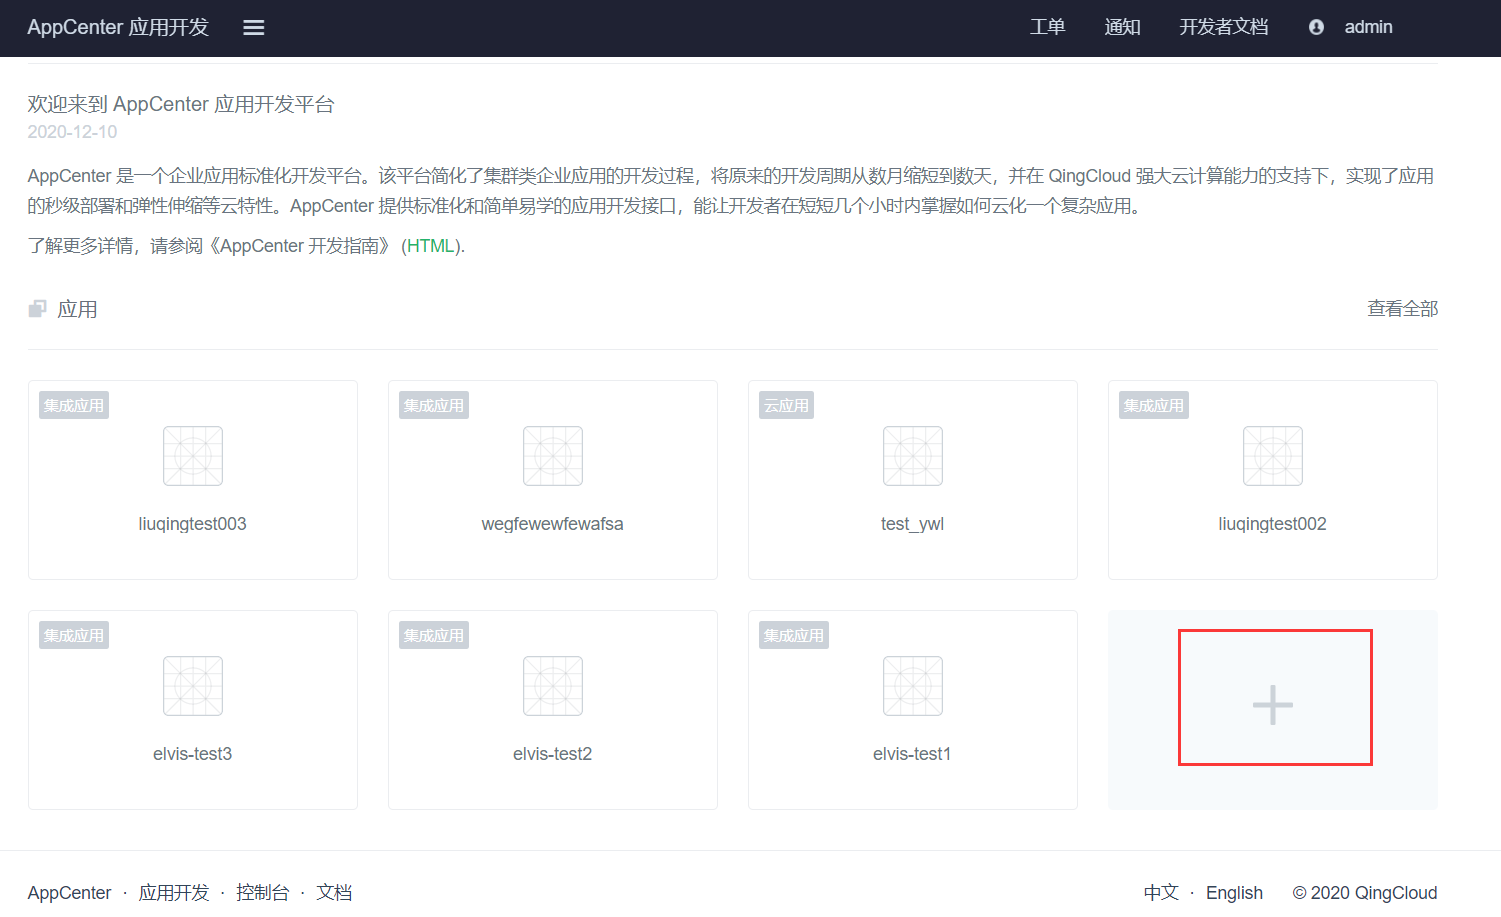 AppCenter 应用开发
工单 通知 开发者文档 admin
欢迎来到 AppCenter 应用开发平台
2020-12-10
AppCenter 是一个企业应用标准化开发平台。该平台简化了集群类企业应用的开发过程，将原来的开发周期从数月缩短到数天，并在 QingCloud 强大云计算能力的支持下，实现了应用
的秒级部署和弹性伸缩等云特性。AppCenter 提供标准化和简单易学的应用开发接口，能让开发者在短短几个小时内掌握如何云化一个复杂应用。
了解更多详情，请参阅《AppCenter 开发指南》 (HTML).
应用 查看全部
集成应用 集成应用 云应用 集成应用
liuqingtest003 wegfewewfewafsa test_ywl liuqingtest002
集成应用 集成应用 集成应用
elvis-test3 elvis-test2 elvis-test1
AppCenter · 应用开发 · 控制台 · 文档 中文 · English © 2020 QingCloud